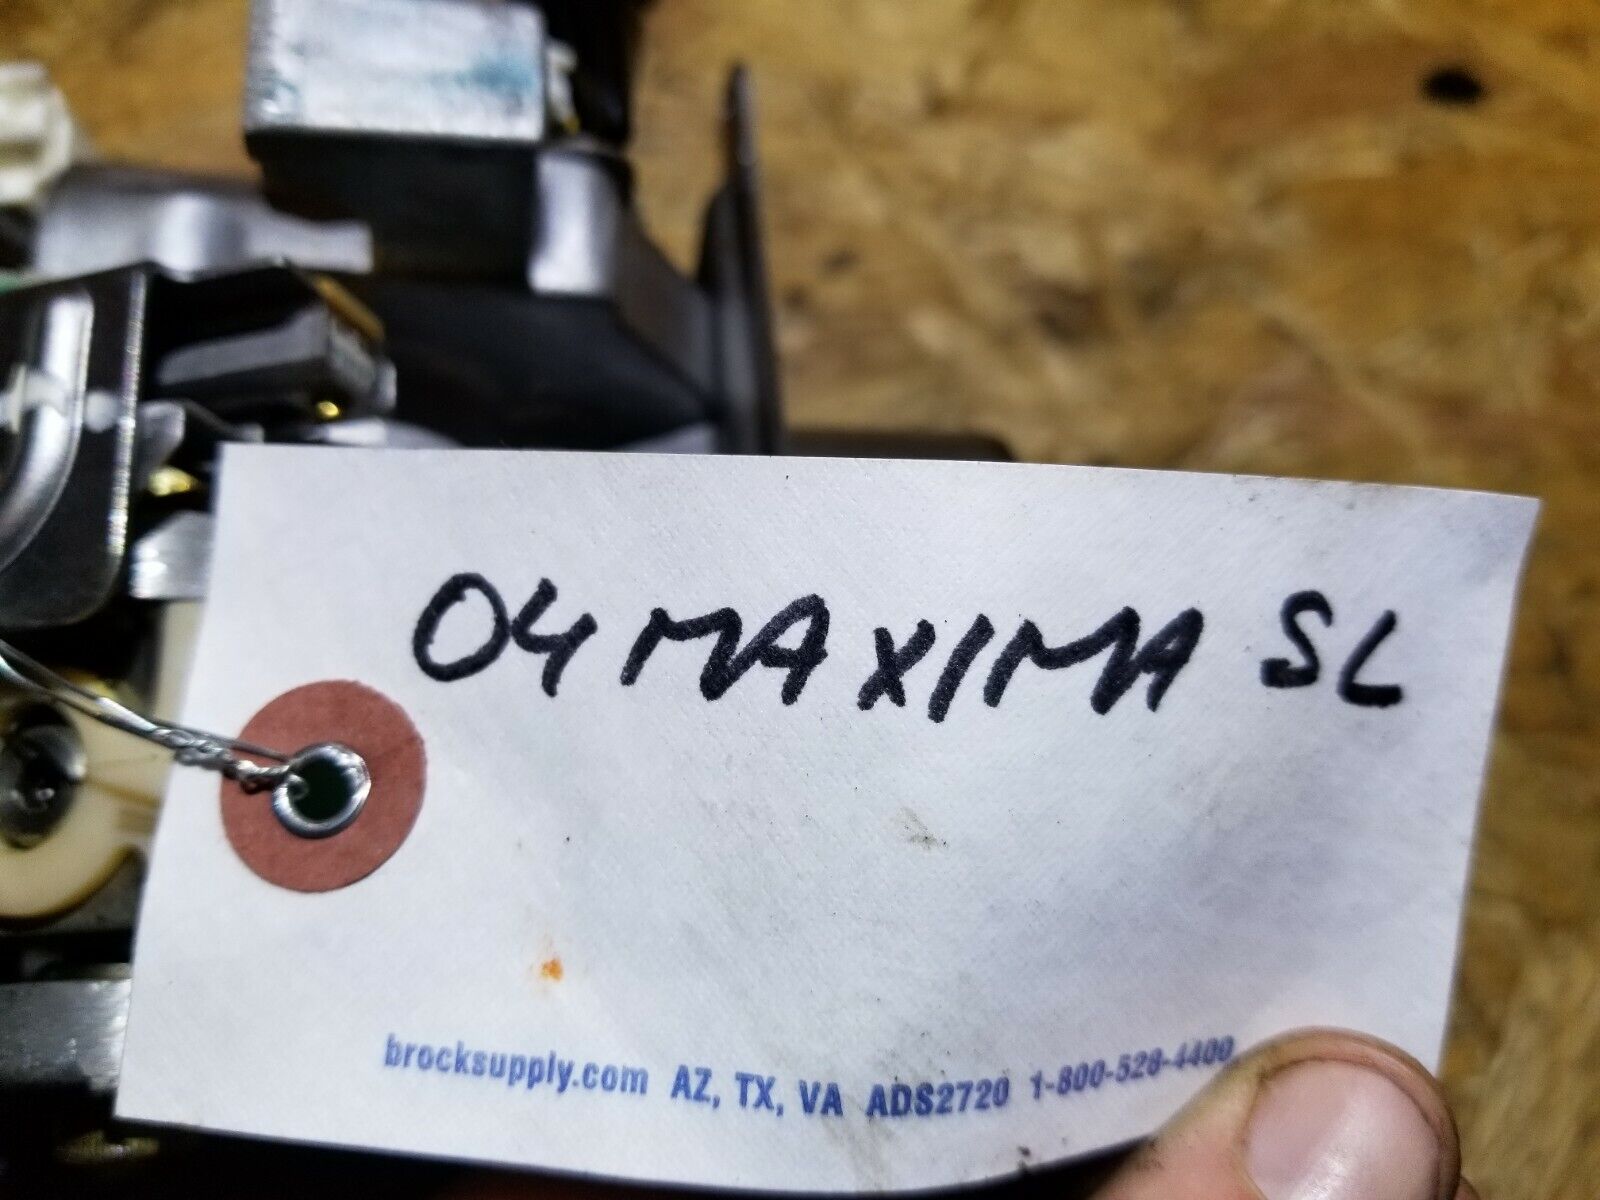 04 MAXIMA SL
brocksupply.com AZ, TX, VA ADS2720 1-800-528-4400